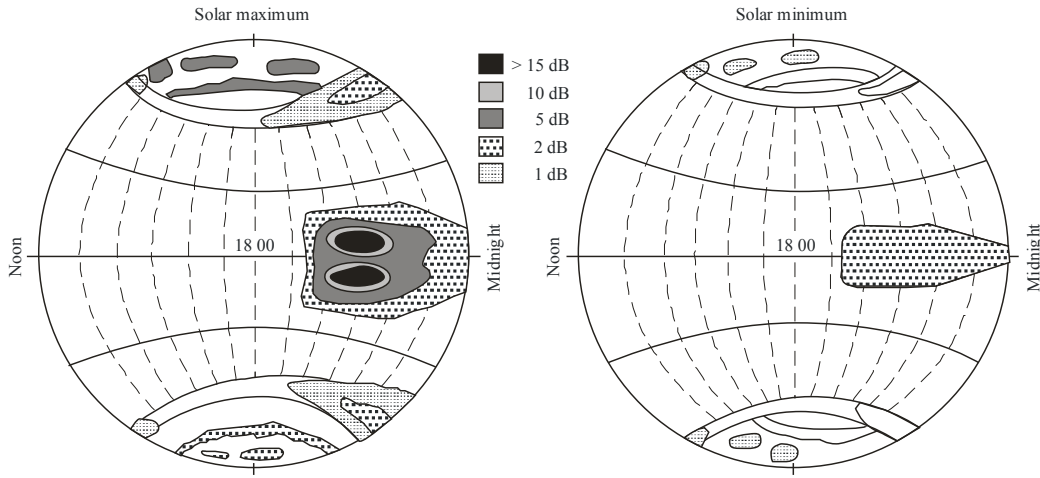 Solar maximum
Solar minimum
> 15 dB
10 dB
5 dB
2 dB
1 dB
Noon
18 00
Midnight
Noon
18 00
Midnight